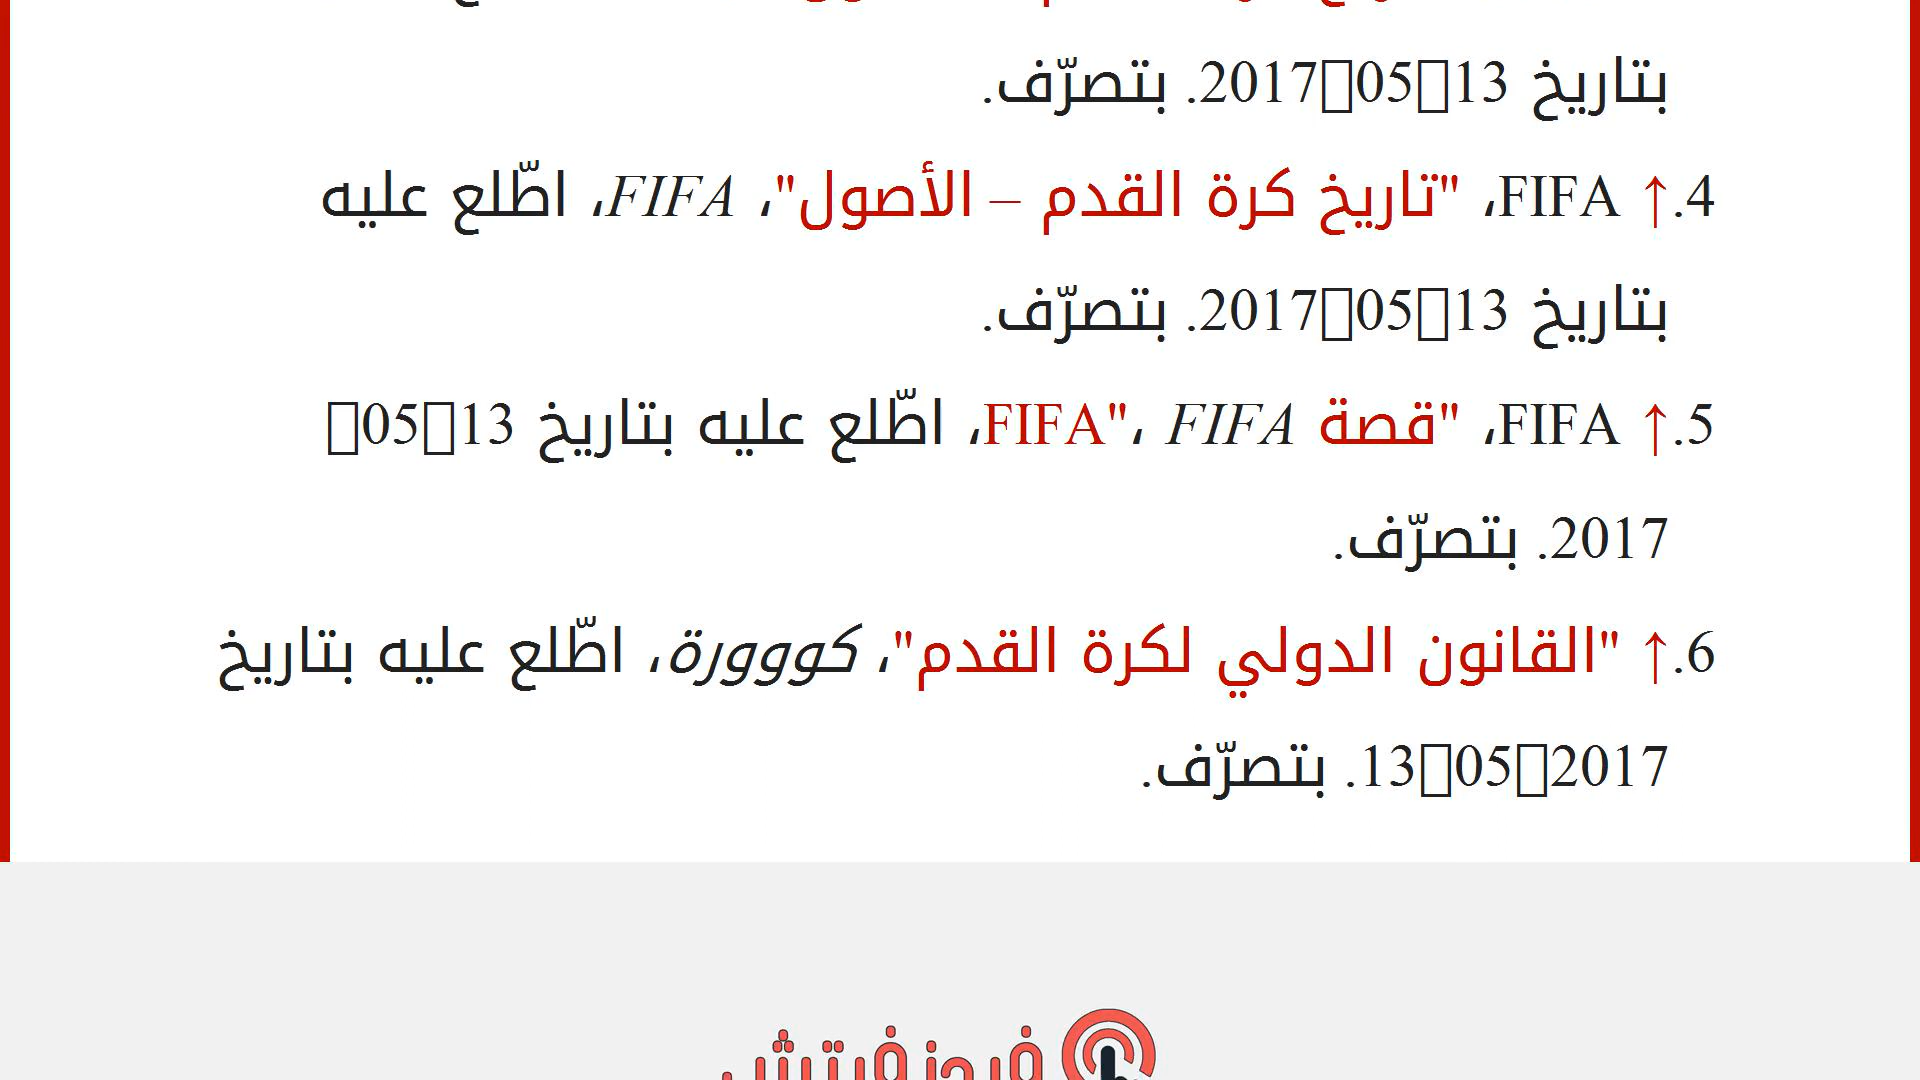 بتاريخ 13▯05▯2017. بتصرّف.
4. ↑ FIFA، "تاريخ كرة القدم – الأصول"، FIFA، اطّلع عليه
بتاريخ 13▯05▯2017. بتصرّف.
5. ↑ FIFA، "قصة FIFA"، FIFA، اطّلع عليه بتاريخ 13▯05▯
2017. بتصرّف.
6. ↑ "القانون الدولي لكرة القدم"، كووورة، اطّلع عليه بتاريخ
13▯05▯2017. بتصرّف.